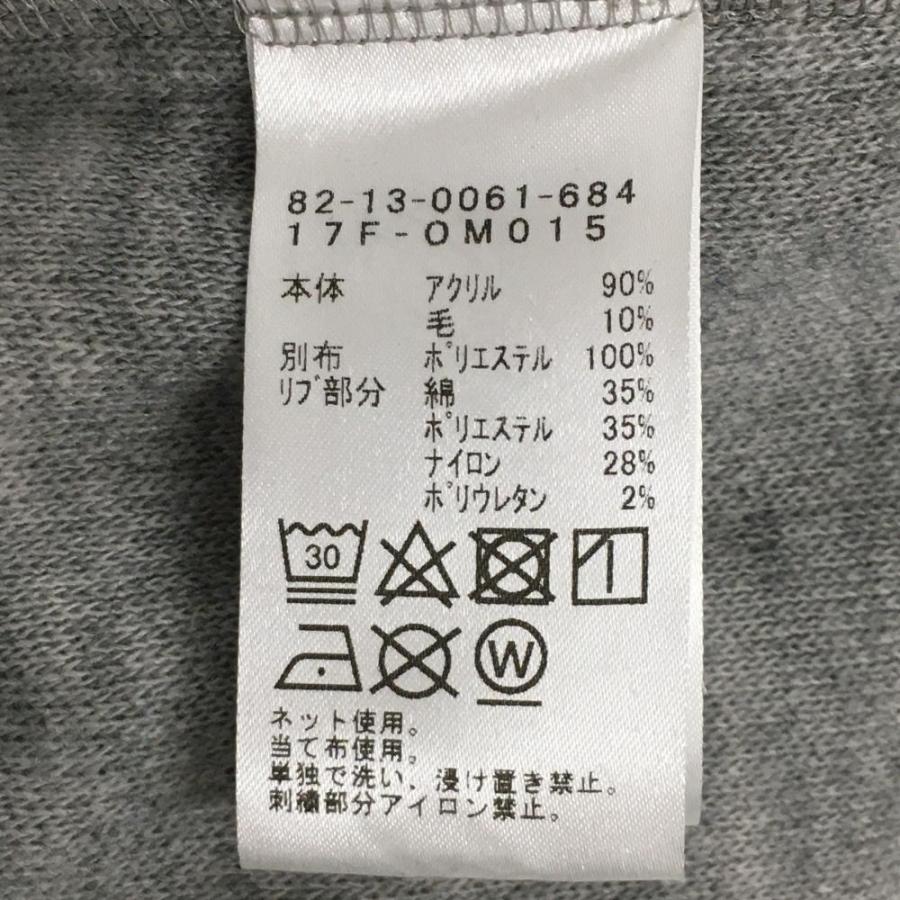 82-13-0061-684
17F-OM015
本体 アクリル 90%
毛 10%
別布 ポリエステル 100%
リブ部分 綿 35%
ポリエステル 35%
ナイロン 28%
ポリウレタン 2%
30
W
ネット使用。
当て布使用。
単独で洗い、浸け置き禁止。
刺繍部分アイロン禁止。